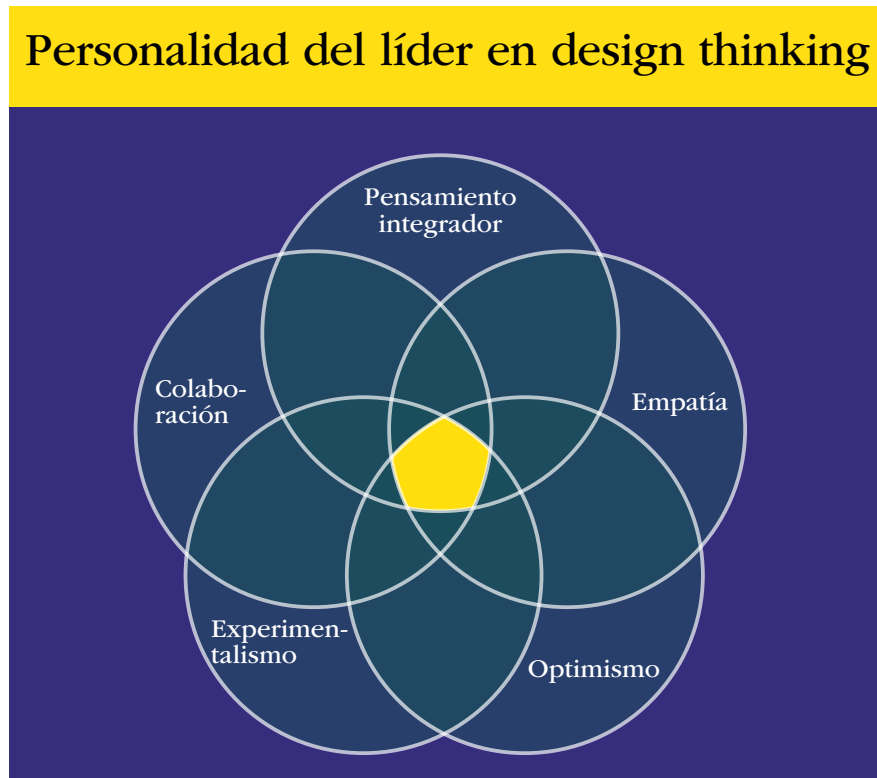 Personalidad del líder en design thinking
Pensamiento
integrador
Colabo-
ración
Empatía
Experimen-
talismo
Optimismo